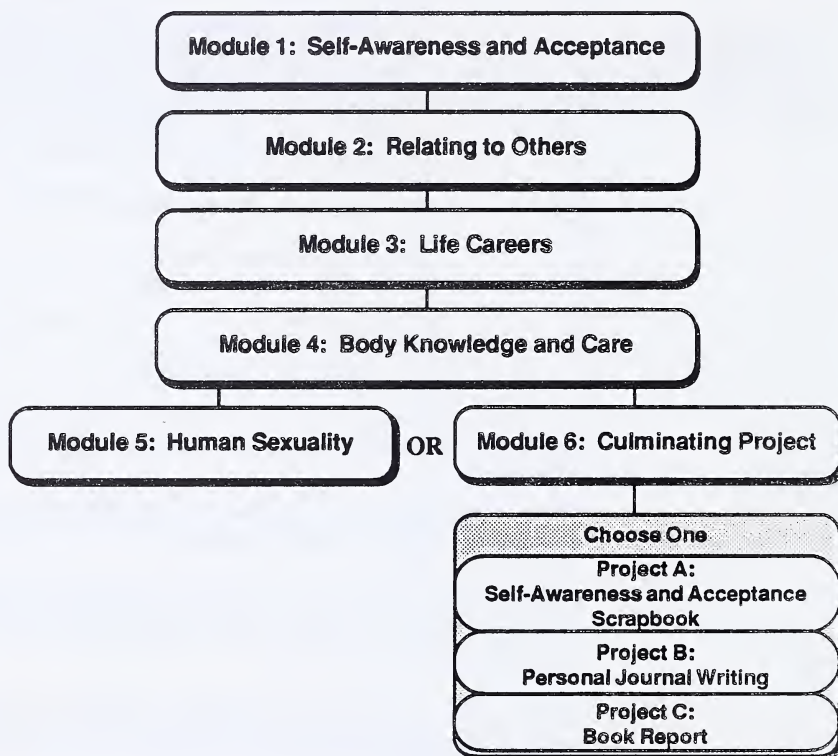 Module 1: Self-Awareness and Acceptance
Module 2: Relating to Others
Module 3: Life Careers
Module 4: Body Knowledge and Care
Module 5: Human Sexuality
OR
Module 6: Culminating Project
Choose One
Project A:
Self-Awareness and Acceptance
Scrapbook
Project B:
Personal Journal Writing
Project C:
Book Report